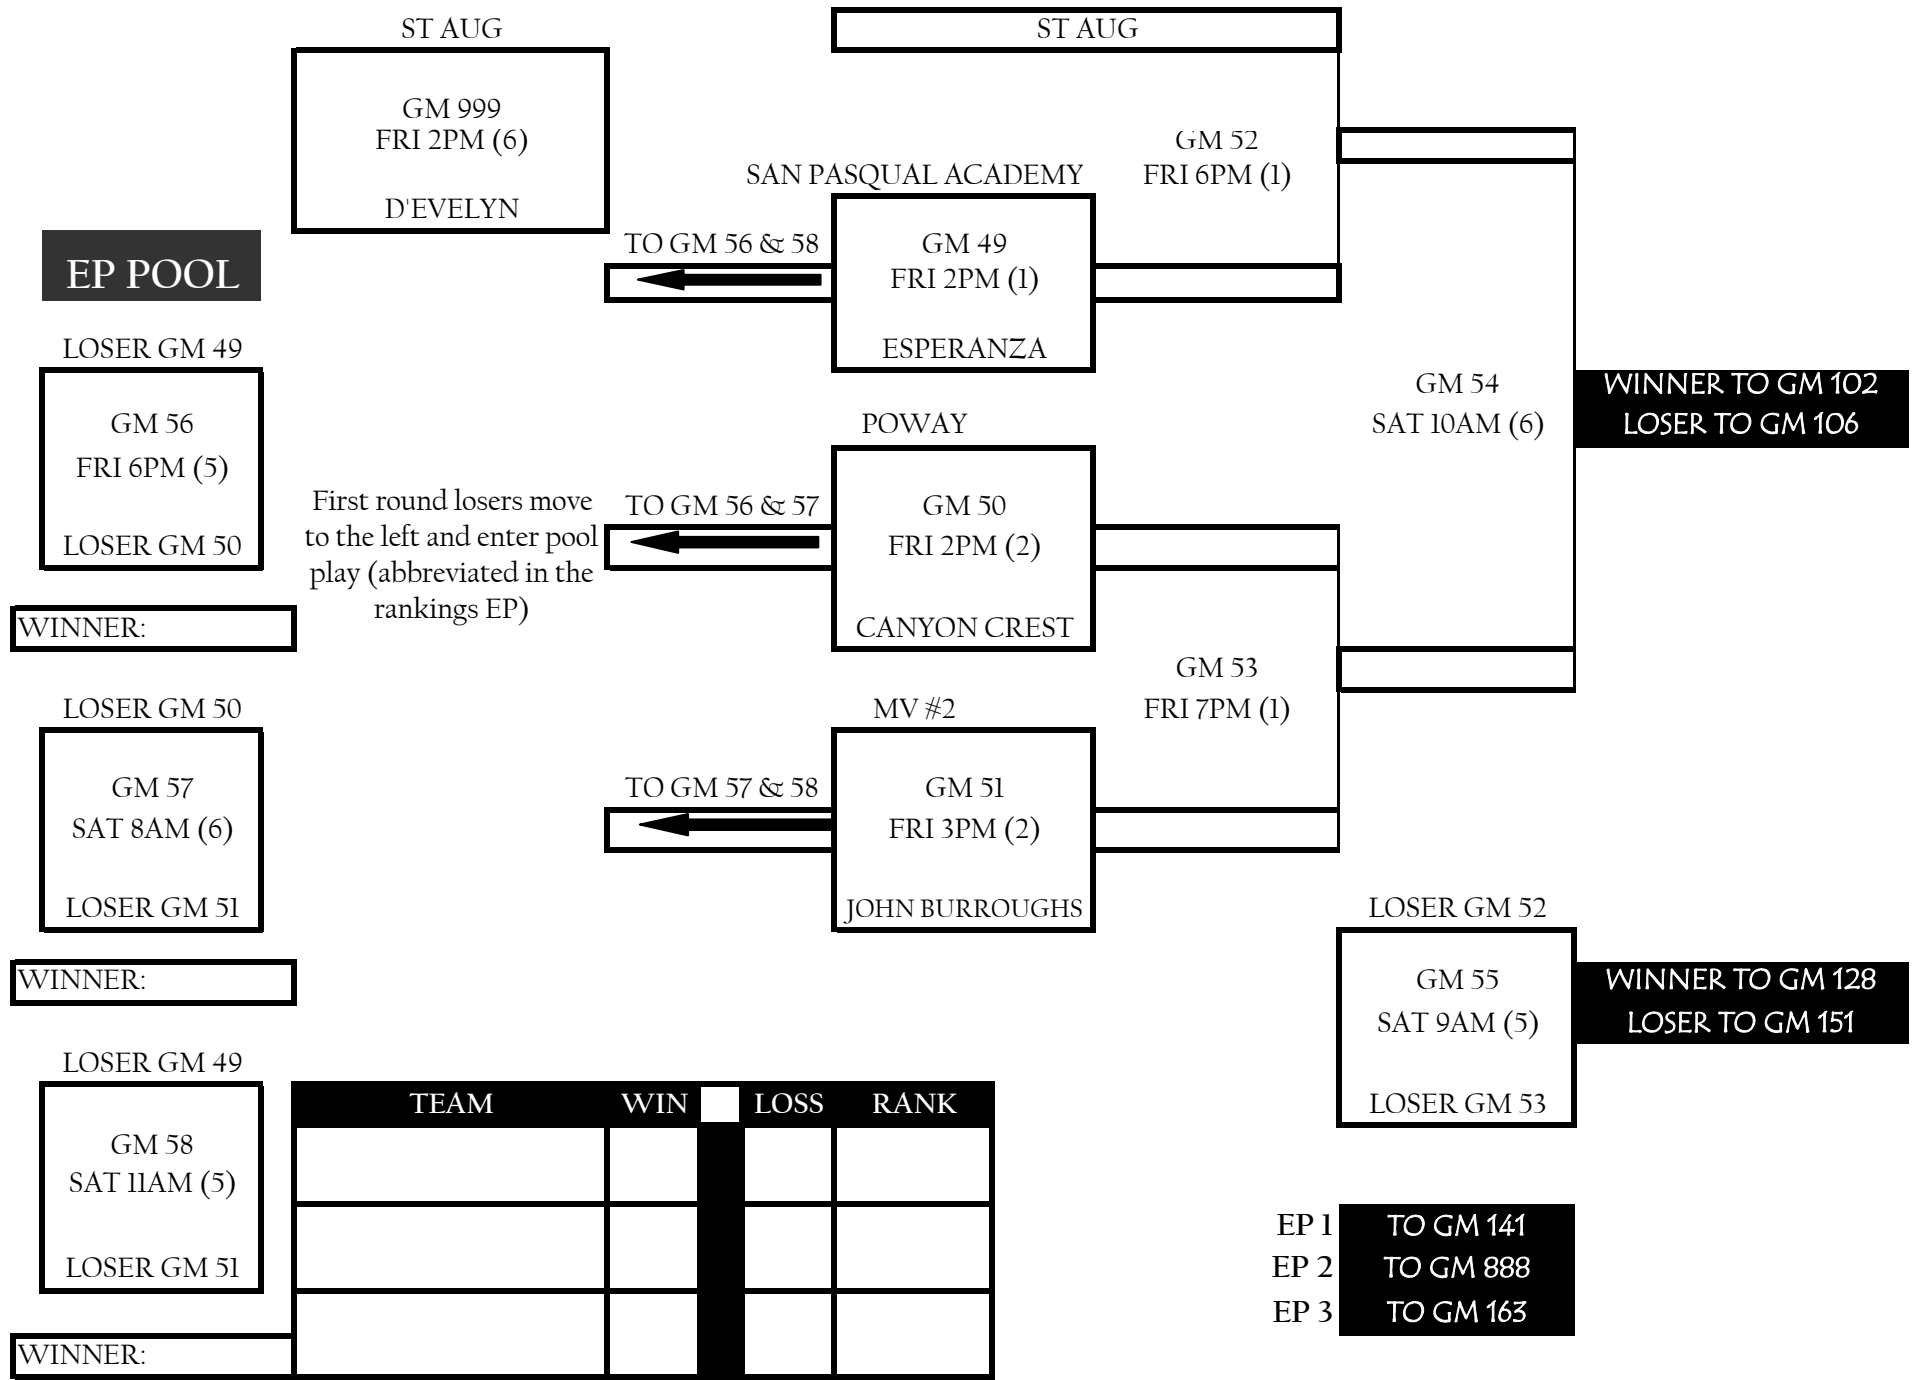 ST AUG
GM 999
FRI 2PM (6)
D'EVELYN
EP POOL
LOSER GM 49
GM 56
FRI 6PM (5)
LOSER GM 50
WINNER:
LOSER GM 50
GM 57
SAT 8AM (6)
LOSER GM 51
WINNER:
LOSER GM 49
GM 58
SAT 11AM (5)
LOSER GM 51
WINNER:
First round losers move
to the left and enter pool
play (abbreviated in the
rankings EP)
TO GM 56 & 58
TO GM 56 & 57
TO GM 57 & 58
ST AUG
SAN PASQUAL ACADEMY
GM 49
FRI 2PM (1)
ESPERANZA
POWAY
GM 50
FRI 2PM (2)
CANYON CREST
MV #2
GM 51
FRI 3PM (2)
JOHN BURROUGHS
GM 52
FRI 6PM (1)
GM 53
FRI 7PM (1)
GM 54
SAT 10AM (6)
WINNER TO GM 102
LOSER TO GM 106
LOSER GM 52
GM 55
SAT 9AM (5)
LOSER GM 53
WINNER TO GM 128
LOSER TO GM 151
TEAM WIN LOSS RANK
EP 1 TO GM 141
EP 2 TO GM 888
EP 3 TO GM 163